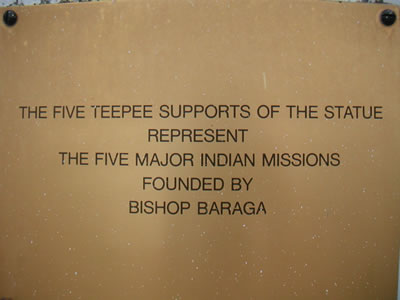 THE FIVE TEEPEE SUPPORTS OF THE STATUE
REPRESENT
THE FIVE MAJOR INDIAN MISSIONS
FOUNDED BY
BISHOP BARAGA